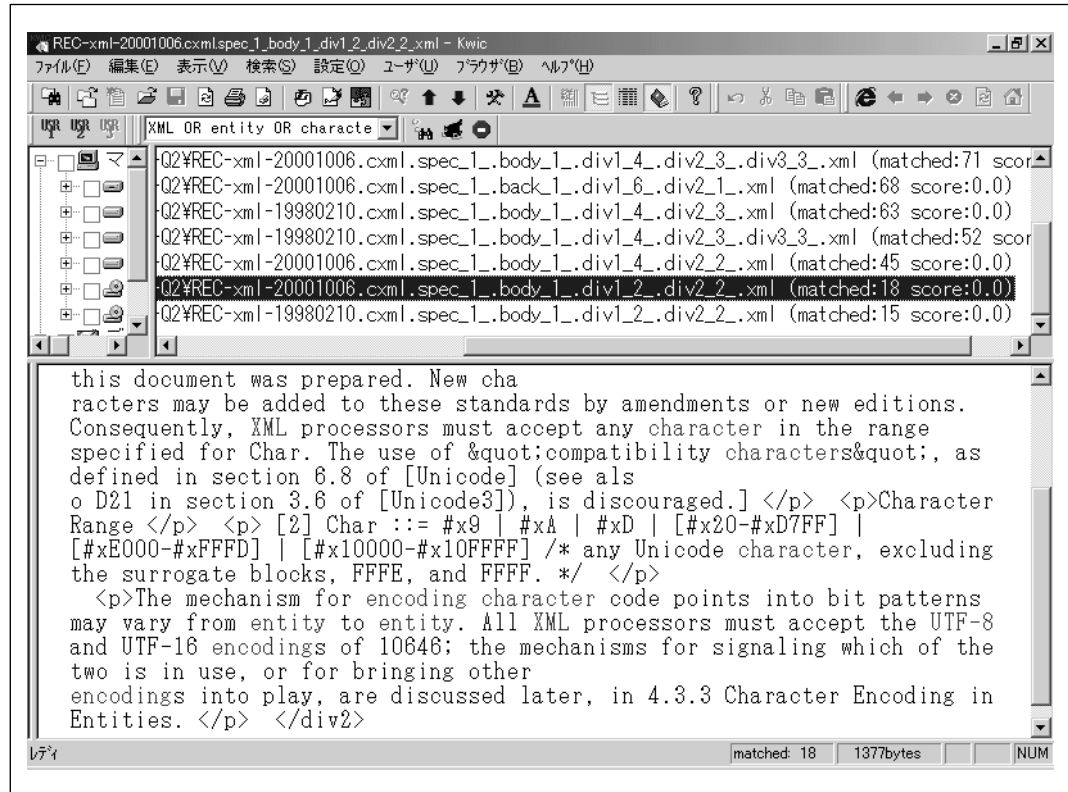 REC-xml-20001006.cxml.spec_1_body_1_div1_2_div2_2_.xml - Kwic
ファイル(F) 編集(E) 表示(V) 検索(S) 設定(O) ユーザ(U) ブラウザ(B) ヘルプ(H)
USR 1 USR 2 USR XML OR entity OR characte
マ
-Q2¥REC-xml-20001006.cxml.spec_1_.body_1_.div1_4_.div2_3_.div3_3_.xml (matched:71 scor
-Q2¥REC-xml-20001006.cxml.spec_1_.back_1_.div1_6_.div2_1_.xml (matched:68 score:0.0)
-Q2¥REC-xml-19980210.cxml.spec_1_.body_1_.div1_4_.div2_3_.xml (matched:63 score:0.0)
-Q2¥REC-xml-19980210.cxml.spec_1_.body_1_.div1_4_.div2_3_.div3_3_.xml (matched:52 scor
-Q2¥REC-xml-20001006.cxml.spec_1_.body_1_.div1_4_.div2_2_.xml (matched:45 score:0.0)
-Q2¥REC-xml-20001006.cxml.spec_1_.body_1_.div1_2_.div2_2_.xml (matched:18 score:0.0)
-Q2¥REC-xml-19980210.cxml.spec_1_.body_1_.div1_2_.div2_2_.xml (matched:15 score:0.0)
this document was prepared. New cha
racters may be added to these standards by amendments or new editions.
Consequently, XML processors must accept any character in the range
specified for Char. The use of &quot;compatibility characters&quot;, as
defined in section 6.8 of [Unicode] (see als
o D21 in section 3.6 of [Unicode3]), is discouraged.] </p> <p>Character
Range </p> <p> [2] Char ::= #x9 | #xA | #xD | [#x20-#xD7FF] |
[#xE000-#xFFFD] | [#x10000-#x10FFFF] /* any Unicode character, excluding
the surrogate blocks, FFFE, and FFFF. */ </p>
<p>The mechanism for encoding character code points into bit patterns
may vary from entity to entity. All XML processors must accept the UTF-8
and UTF-16 encodings of 10646; the mechanisms for signaling which of the
two is in use, or for bringing other
encodings into play, are discussed later, in 4.3.3 Character Encoding in
Entities. </p> </div2>
レディ matched: 18 1377bytes NUM